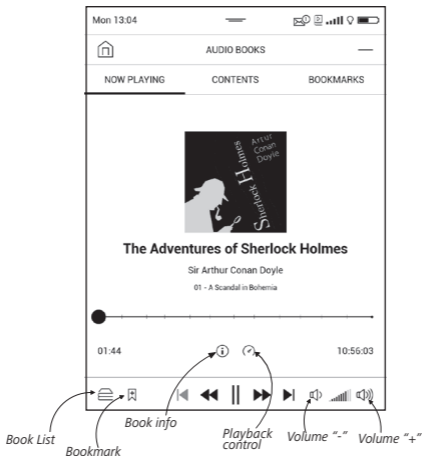 Mon 13:04
AUDIO BOOKS
NOW PLAYING CONTENTS BOOKMARKS
Artur
Conan
Doyle
Sherlock Holmes
The Adventures of Sherlock Holmes
Sir Arthur Conan Doyle
01 - A Scandal in Bohemia
01:44 10:56:03
Book List
Bookmark
Book info
Playback
control
Volume "-"
Volume "+"